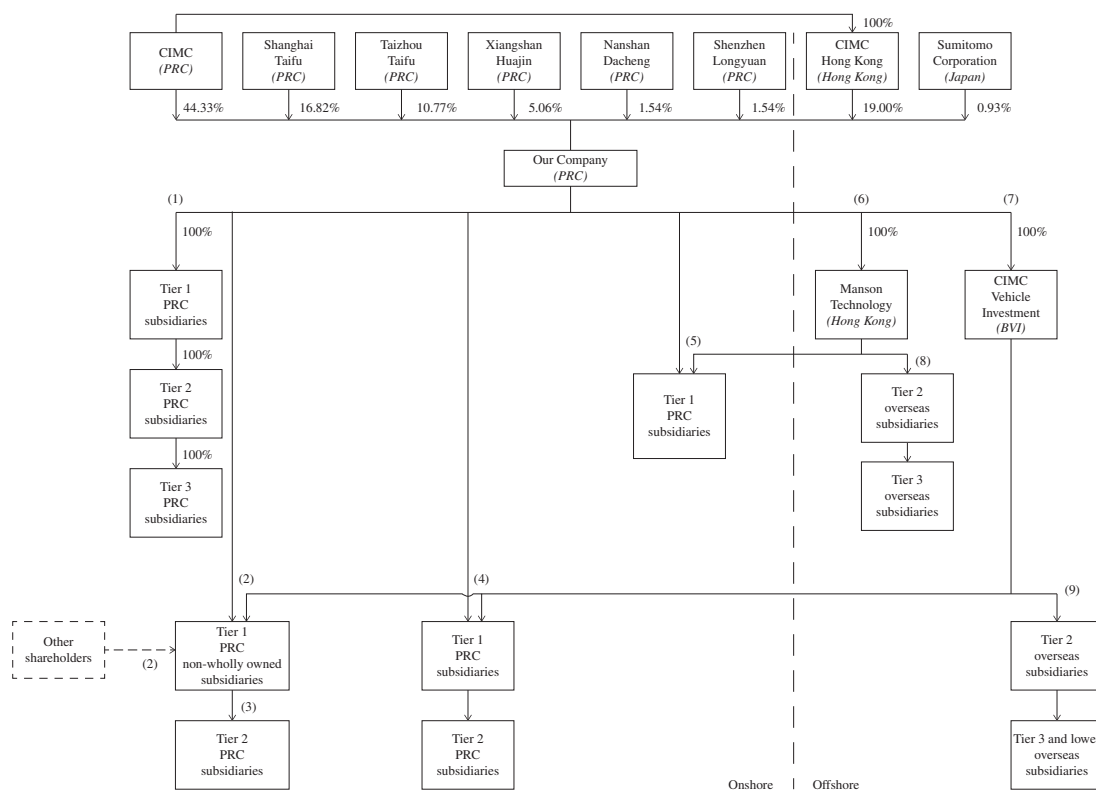 100%
CIMC
(PRC)
Shanghai
Taifu
(PRC)
Taizhou
Taifu
(PRC)
Xiangshan
Huajin
(PRC)
Nanshan
Dacheng
(PRC)
Shenzhen
Longyuan
(PRC)
CIMC
Hong Kong
(Hong Kong)
Sumitomo
Corporation
(Japan)
44.33%
16.82%
10.77%
5.06%
1.54%
1.54%
19.00%
0.93%
Our Company
(PRC)
(1)
(6)
(7)
100%
100%
100%
Tier 1
PRC
subsidiaries
Manson
Technology
(Hong Kong)
CIMC
Vehicle
Investment
(BVI)
100%
(5)
(8)
Tier 2
PRC
subsidiaries
Tier 1
PRC
subsidiaries
Tier 2
overseas
subsidiaries
100%
Tier 3
PRC
subsidiaries
Tier 3
overseas
subsidiaries
(2)
(4)
(9)
Other
shareholders
(2)
Tier 1
PRC
non-wholly owned
subsidiaries
Tier 1
PRC
subsidiaries
Tier 2
overseas
subsidiaries
(3)
Tier 2
PRC
subsidiaries
Tier 2
PRC
subsidiaries
Tier 3 and lowe
overseas
subsidiaries
Onshore
Offshore